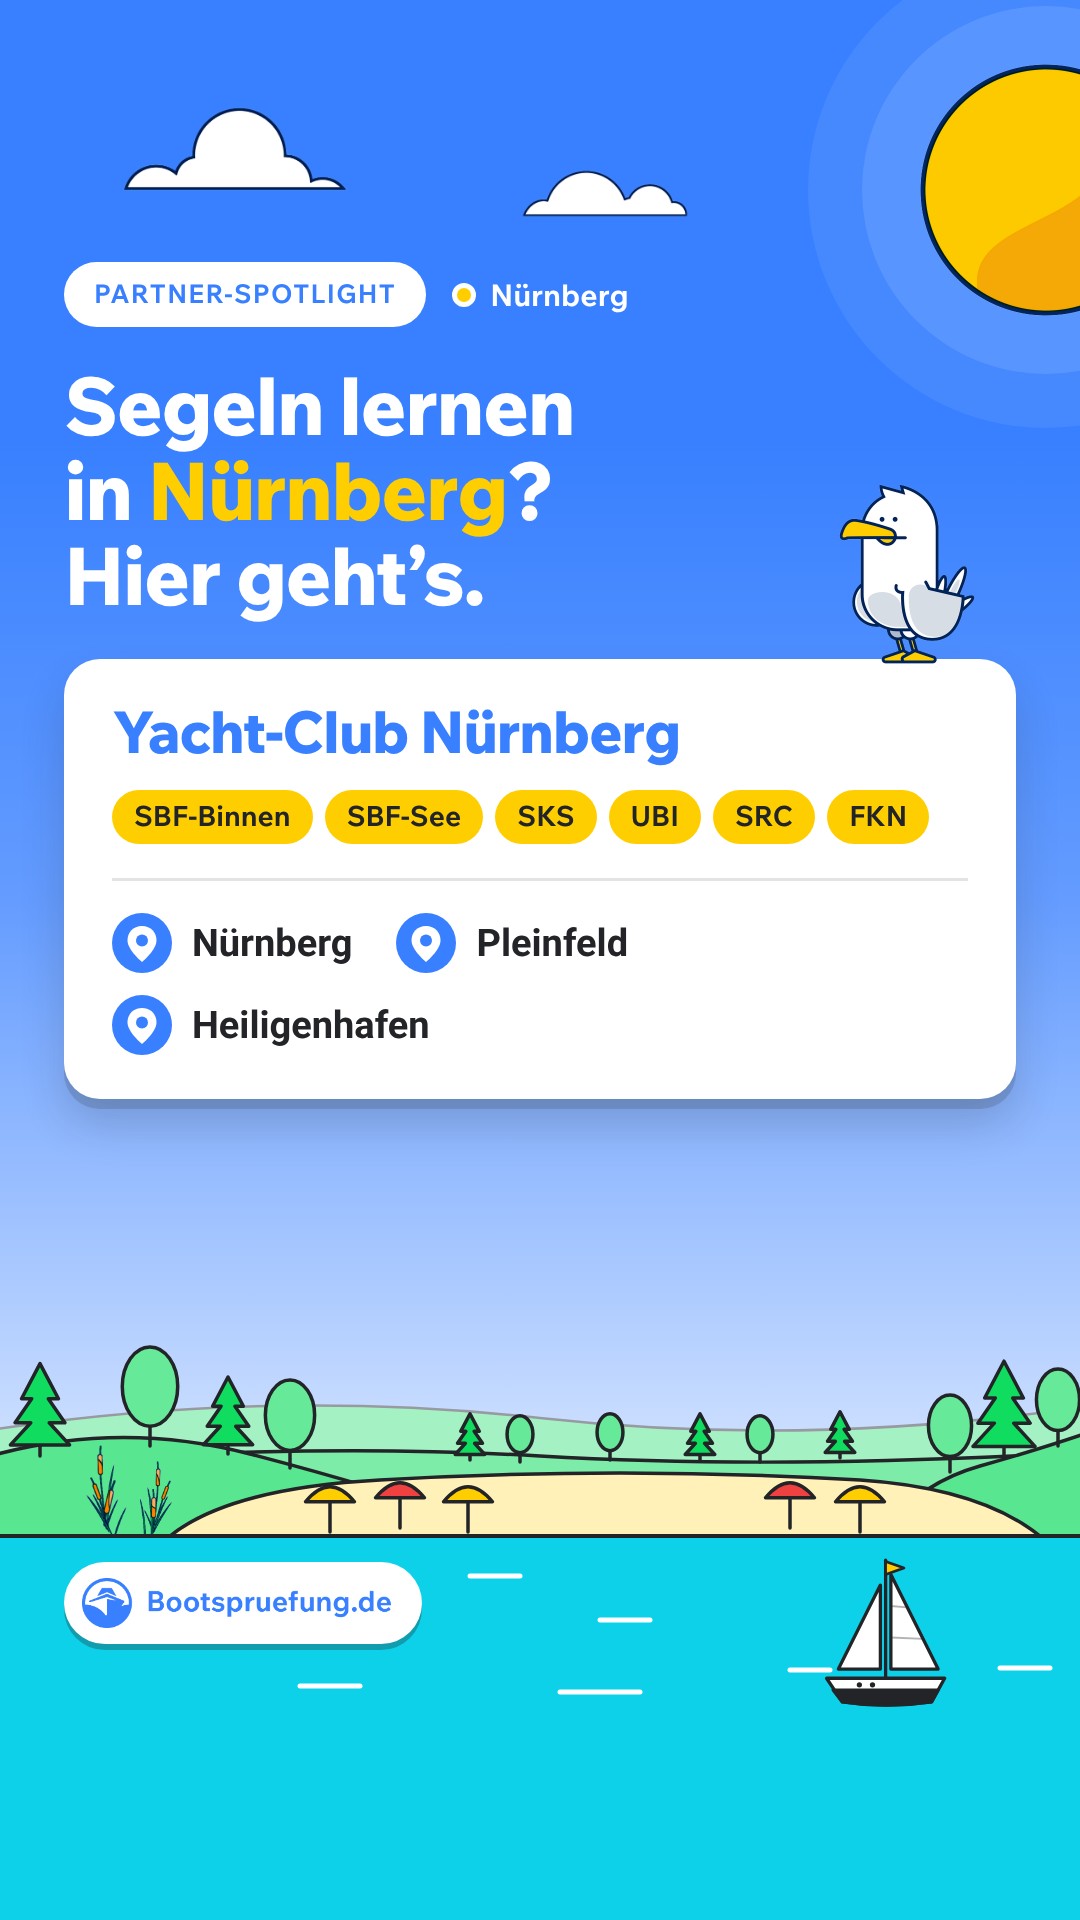 PARTNER-SPOTLIGHT Nürnberg
Segeln lernen
in Nürnberg?
Hier geht’s.
Yacht-Club Nürnberg
SBF-Binnen SBF-See SKS UBI SRC FKN
Nürnberg Pleinfeld
Heiligenhafen
Bootspruefung.de